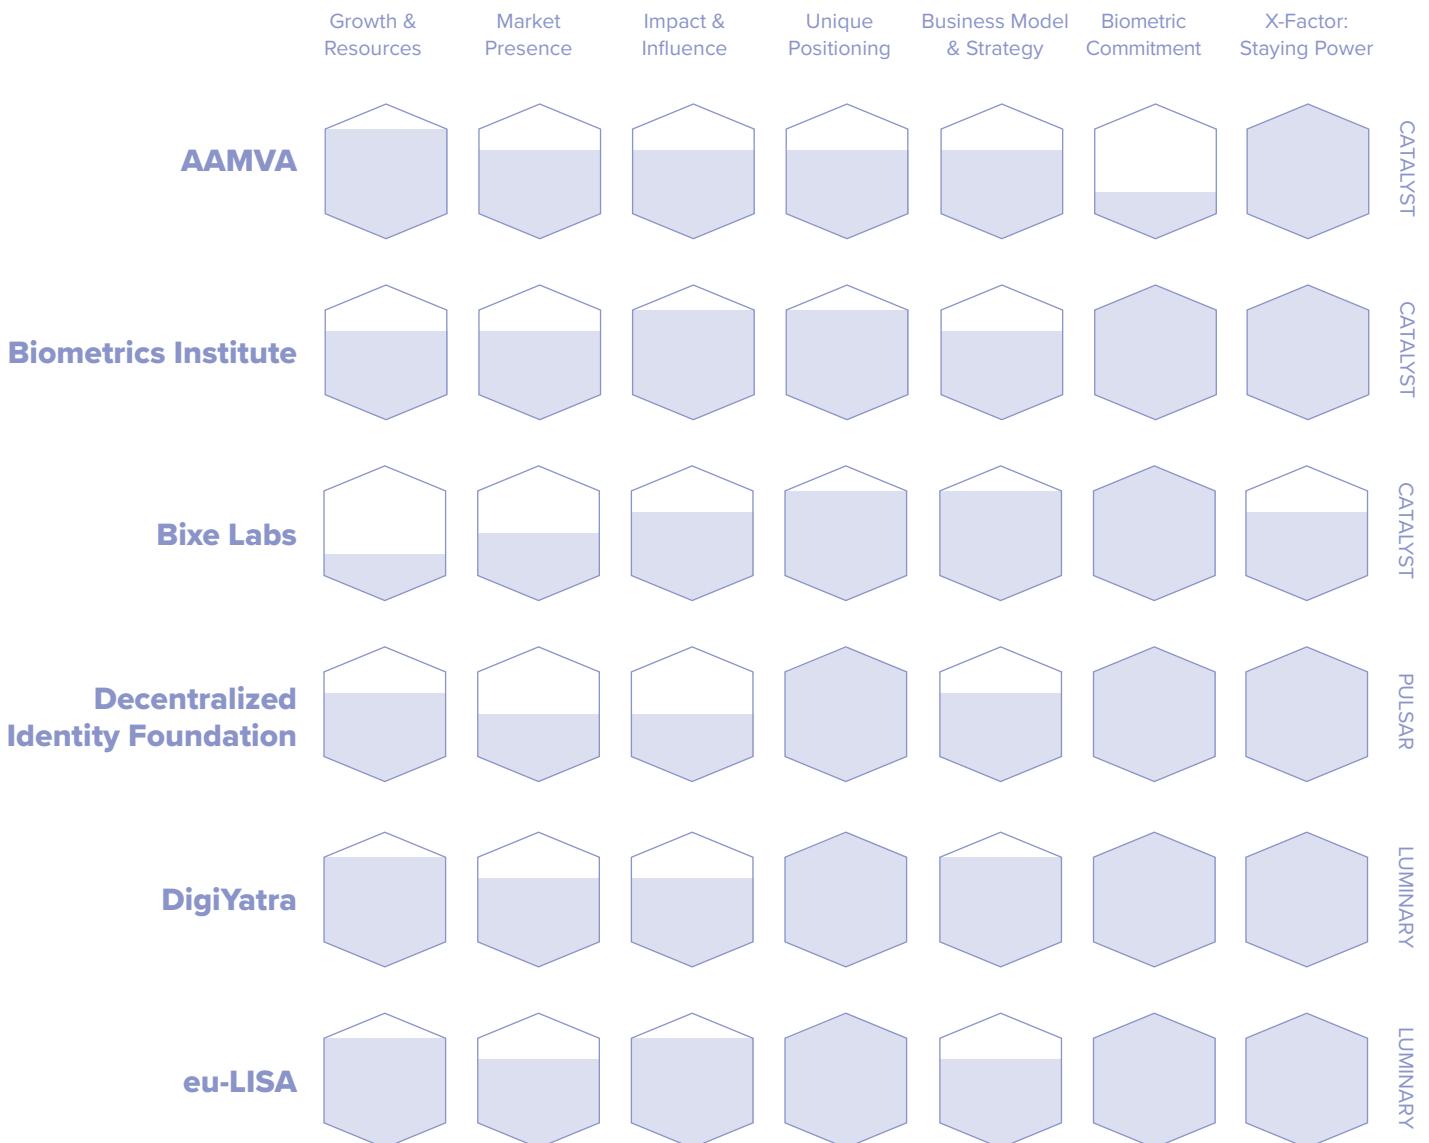 Growth &
Resources
Market
Presence
Impact &
Influence
Unique
Positioning
Business Model
& Strategy
Biometric
Commitment
X-Factor:
Staying Power
AAMVA
CATALYST
Biometrics Institute
CATALYST
Bixe Labs
CATALYST
Decentralized
Identity Foundation
PULSAR
DigiYatra
LUMINARY
eu-LISA
LUMINARY